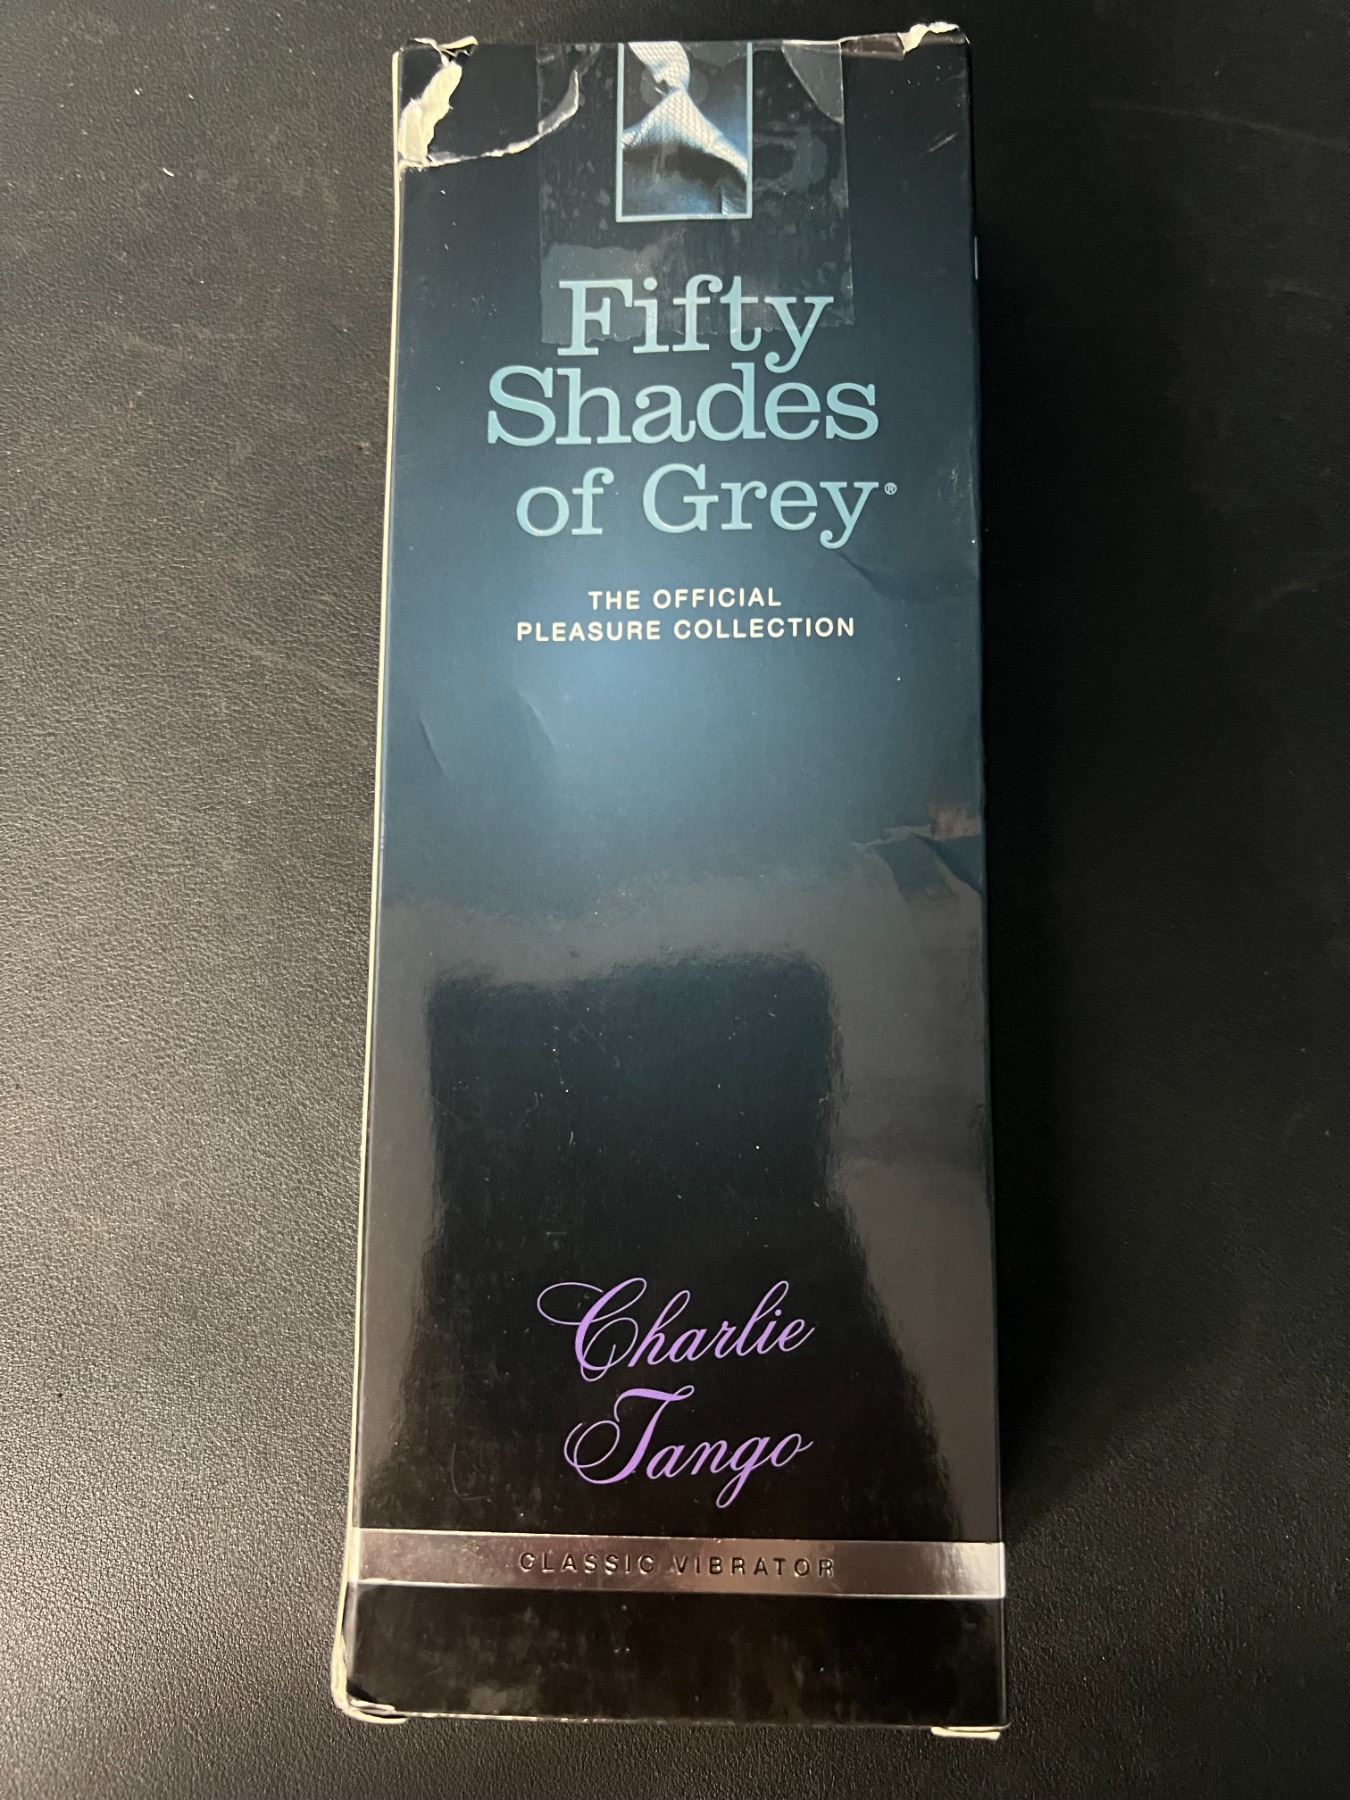 Fifty
Shades
of Grey®
THE OFFICIAL
PLEASURE COLLECTION
Charlie
Tango
CLASSIC VIBRATOR